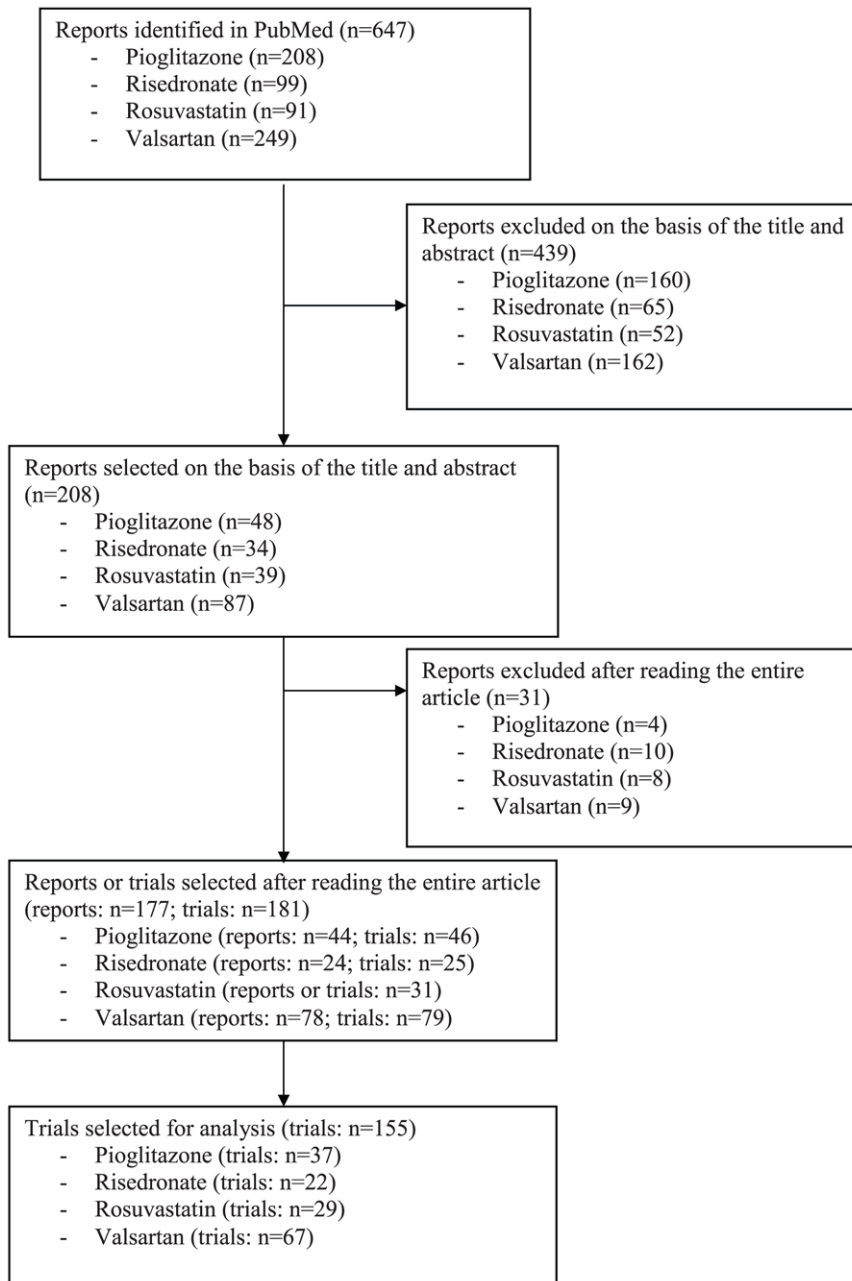 Reports identified in PubMed (n=647)
- Pioglitazone (n=208)
- Risedronate (n=99)
- Rosuvastatin (n=91)
- Valsartan (n=249)
Reports excluded on the basis of the title and
abstract (n=439)
- Pioglitazone (n=160)
- Risedronate (n=65)
- Rosuvastatin (n=52)
- Valsartan (n=162)
Reports selected on the basis of the title and abstract
(n=208)
- Pioglitazone (n=48)
- Risedronate (n=34)
- Rosuvastatin (n=39)
- Valsartan (n=87)
Reports excluded after reading the entire
article (n=31)
- Pioglitazone (n=4)
- Risedronate (n=10)
- Rosuvastatin (n=8)
- Valsartan (n=9)
Reports or trials selected after reading the entire article
(reports: n=177; trials: n=181)
- Pioglitazone (reports: n=44; trials: n=46)
- Risedronate (reports: n=24; trials: n=25)
- Rosuvastatin (reports or trials: n=31)
- Valsartan (reports: n=78; trials: n=79)
Trials selected for analysis (trials: n=155)
- Pioglitazone (trials: n=37)
- Risedronate (trials: n=22)
- Rosuvastatin (trials: n=29)
- Valsartan (trials: n=67)